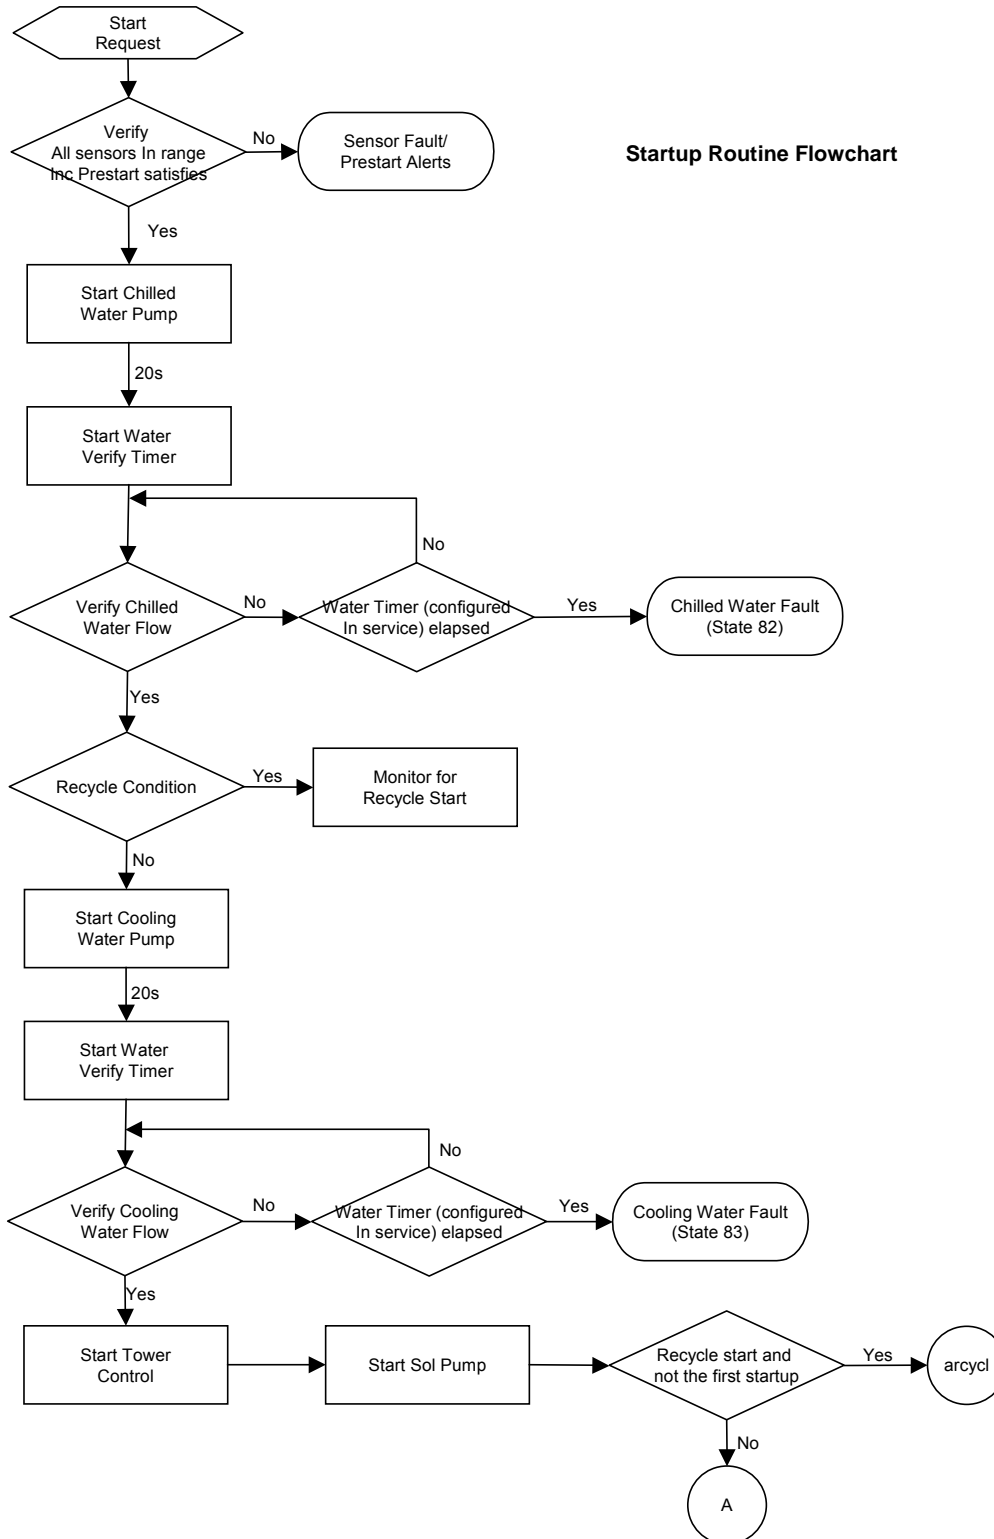 Start
Request
Verify
All sensors In range
Inc Prestart satisfies
No
Sensor Fault/
Prestart Alerts
Startup Routine Flowchart
Yes
Start Chilled
Water Pump
20s
Start Water
Verify Timer
No
Verify Chilled
Water Flow
No
Water Timer (configured
In service) elapsed
Yes
Chilled Water Fault
(State 82)
Yes
Recycle Condition
Yes
Monitor for
Recycle Start
No
Start Cooling
Water Pump
20s
Start Water
Verify Timer
No
Verify Cooling
Water Flow
No
Water Timer (configured
In service) elapsed
Yes
Cooling Water Fault
(State 83)
Yes
Start Tower
Control
Start Sol Pump
Recycle start and
not the first startup
Yes
arcycl
No
A